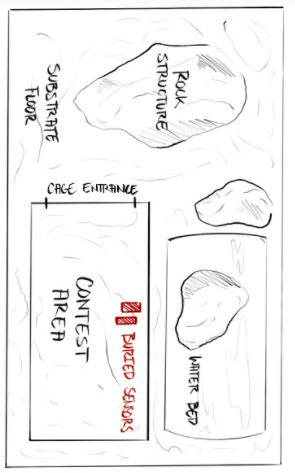 ROCK
STRUCTURE
SUBSTRATE
FLOOR
CAGE ENTRANCE
CONTEST
AREA
BURIED SENSORS
WATER BED